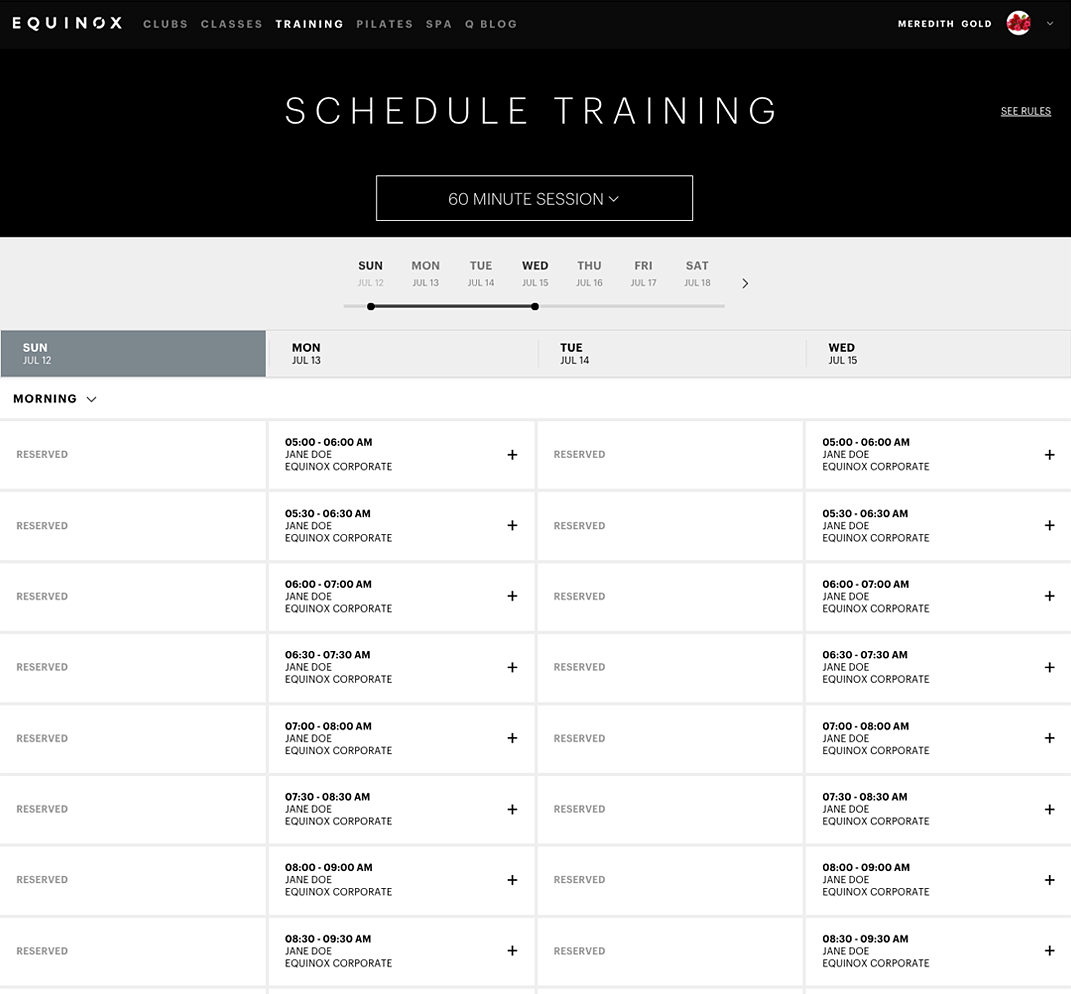 EQUINOX CLUBS CLASSES TRAINING PILATES SPA Q BLOG MEREDITH GOLD
SCHEDULE TRAINING
SEE RULES
60 MINUTE SESSION
SUN MON TUE WED THU FRI SAT
JUL 12 JUL 13 JUL 14 JUL 15 JUL 16 JUL 17 JUL 18
SUN MON TUE WED
JUL 12 JUL 13 JUL 14 JUL 15
MORNING
05:00 - 06:00 AM 05:00 - 06:00 AM
RESERVED JANE DOE RESERVED JANE DOE
EQUINOX CORPORATE EQUINOX CORPORATE
05:30 - 06:30 AM 05:30 - 06:30 AM
RESERVED JANE DOE RESERVED JANE DOE
EQUINOX CORPORATE EQUINOX CORPORATE
06:00 - 07:00 AM 06:00 - 07:00 AM
RESERVED JANE DOE RESERVED JANE DOE
EQUINOX CORPORATE EQUINOX CORPORATE
06:30 - 07:30 AM 06:30 - 07:30 AM
RESERVED JANE DOE RESERVED JANE DOE
EQUINOX CORPORATE EQUINOX CORPORATE
07:00 - 08:00 AM 07:00 - 08:00 AM
RESERVED JANE DOE RESERVED JANE DOE
EQUINOX CORPORATE EQUINOX CORPORATE
07:30 - 08:30 AM 07:30 - 08:30 AM
RESERVED JANE DOE RESERVED JANE DOE
EQUINOX CORPORATE EQUINOX CORPORATE
08:00 - 09:00 AM 08:00 - 09:00 AM
RESERVED JANE DOE RESERVED JANE DOE
EQUINOX CORPORATE EQUINOX CORPORATE
08:30 - 09:30 AM 08:30 - 09:30 AM
RESERVED JANE DOE RESERVED JANE DOE
EQUINOX CORPORATE EQUINOX CORPORATE